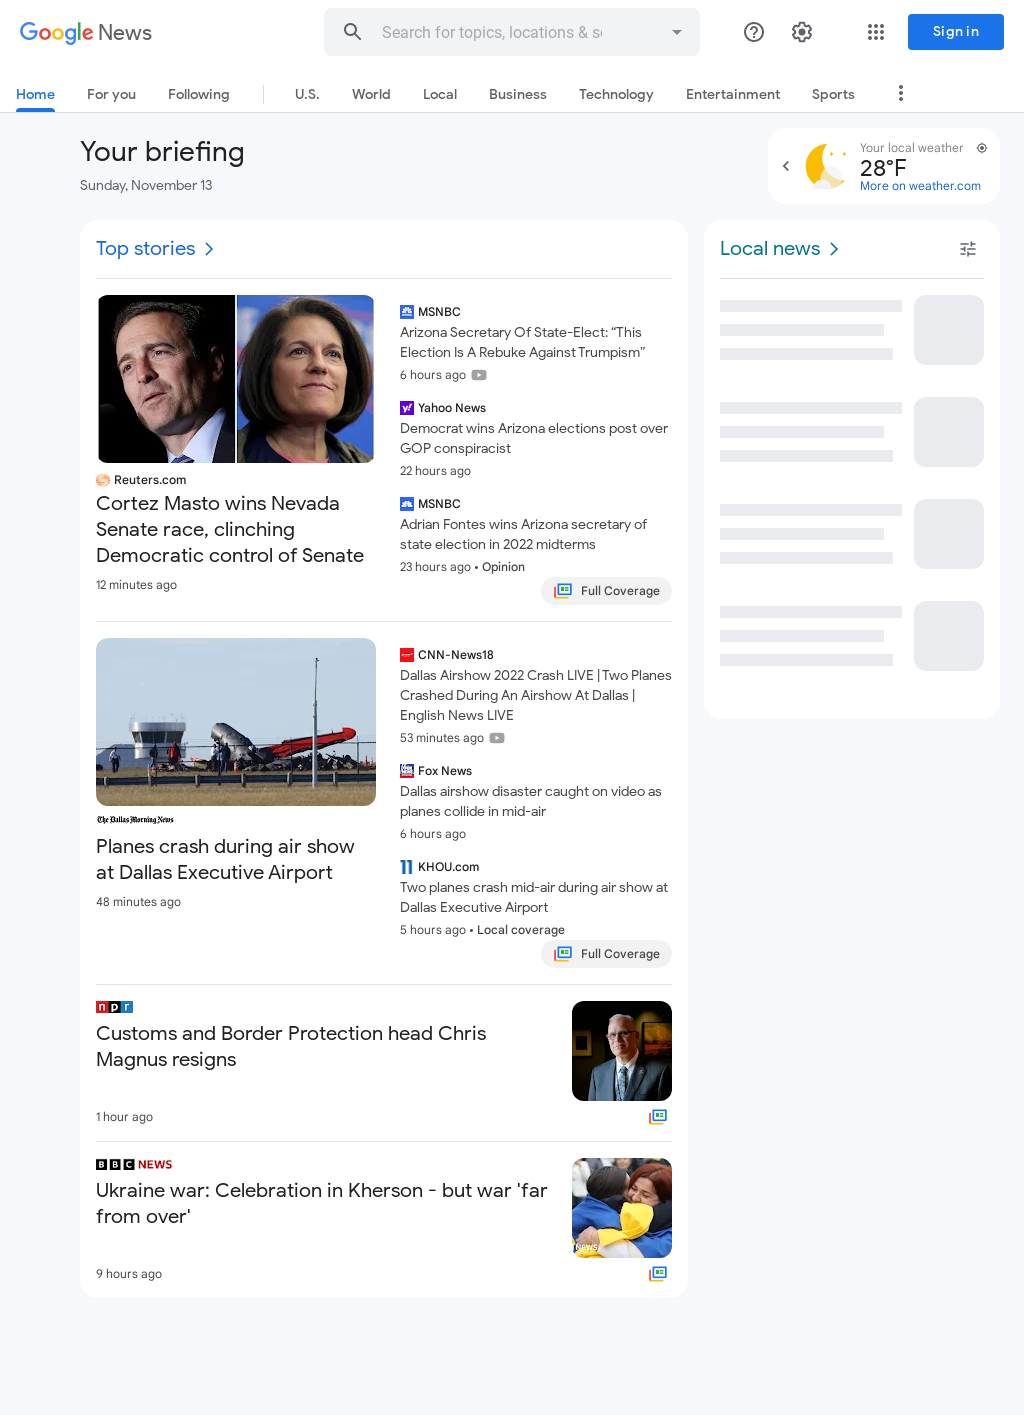 Google News
Search for topics, locations & so
Sign in
Home
For you
Following
U.S.
World
Local
Business
Technology
Entertainment
Sports
Your briefing
Sunday, November 13
Your local weather
28°F
More on weather.com
Top stories
Reuters.com
Cortez Masto wins Nevada
Senate race, clinching
Democratic control of Senate
12 minutes ago
MSNBC
Arizona Secretary Of State-Elect: “This
Election Is A Rebuke Against Trumpism”
6 hours ago
Yahoo News
Democrat wins Arizona elections post over
GOP conspiracist
22 hours ago
MSNBC
Adrian Fontes wins Arizona secretary of
state election in 2022 midterms
23 hours ago • Opinion
Full Coverage
The Dallas Morning News
Planes crash during air show
at Dallas Executive Airport
48 minutes ago
CNN-News18
Dallas Airshow 2022 Crash LIVE | Two Planes
Crashed During An Airshow At Dallas |
English News LIVE
53 minutes ago
Fox News
Dallas airshow disaster caught on video as
planes collide in mid-air
6 hours ago
11 KHOU.com
Two planes crash mid-air during air show at
Dallas Executive Airport
5 hours ago • Local coverage
Full Coverage
npr
Customs and Border Protection head Chris
Magnus resigns
1 hour ago
BBC NEWS
Ukraine war: Celebration in Kherson - but war 'far
from over'
NEWS
9 hours ago
Local news